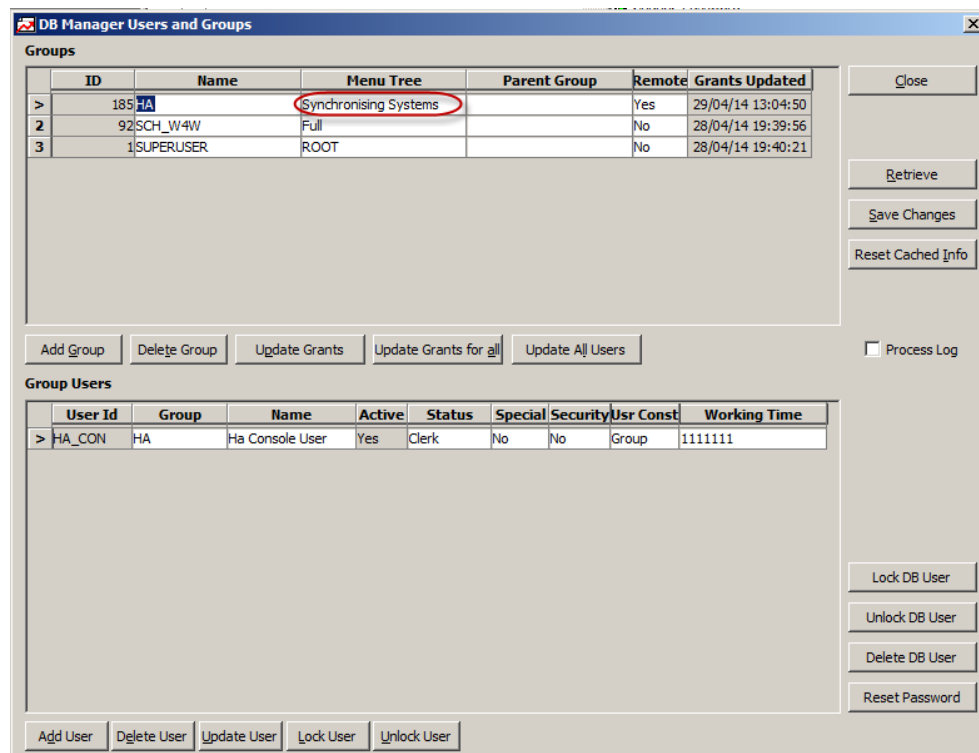 DB Manager Users and Groups
Groups
ID Name Menu Tree Parent Group Remote Grants Updated
> 185 HA Synchronising Systems Yes 29/04/14 13:04:50
2 92 SCH_W4W Full No 28/04/14 19:39:56
3 1 SUPERUSER ROOT No 28/04/14 19:40:21
Close
Retrieve
Save Changes
Reset Cached Info
Add Group Delete Group Update Grants Update Grants for all Update All Users Process Log
Group Users
User Id Group Name Active Status Special Security Usr Const Working Time
> HA_CON HA Ha Console User Yes Clerk No No Group 1111111
Lock DB User
Unlock DB User
Delete DB User
Reset Password
Add User Delete User Update User Lock User Unlock User